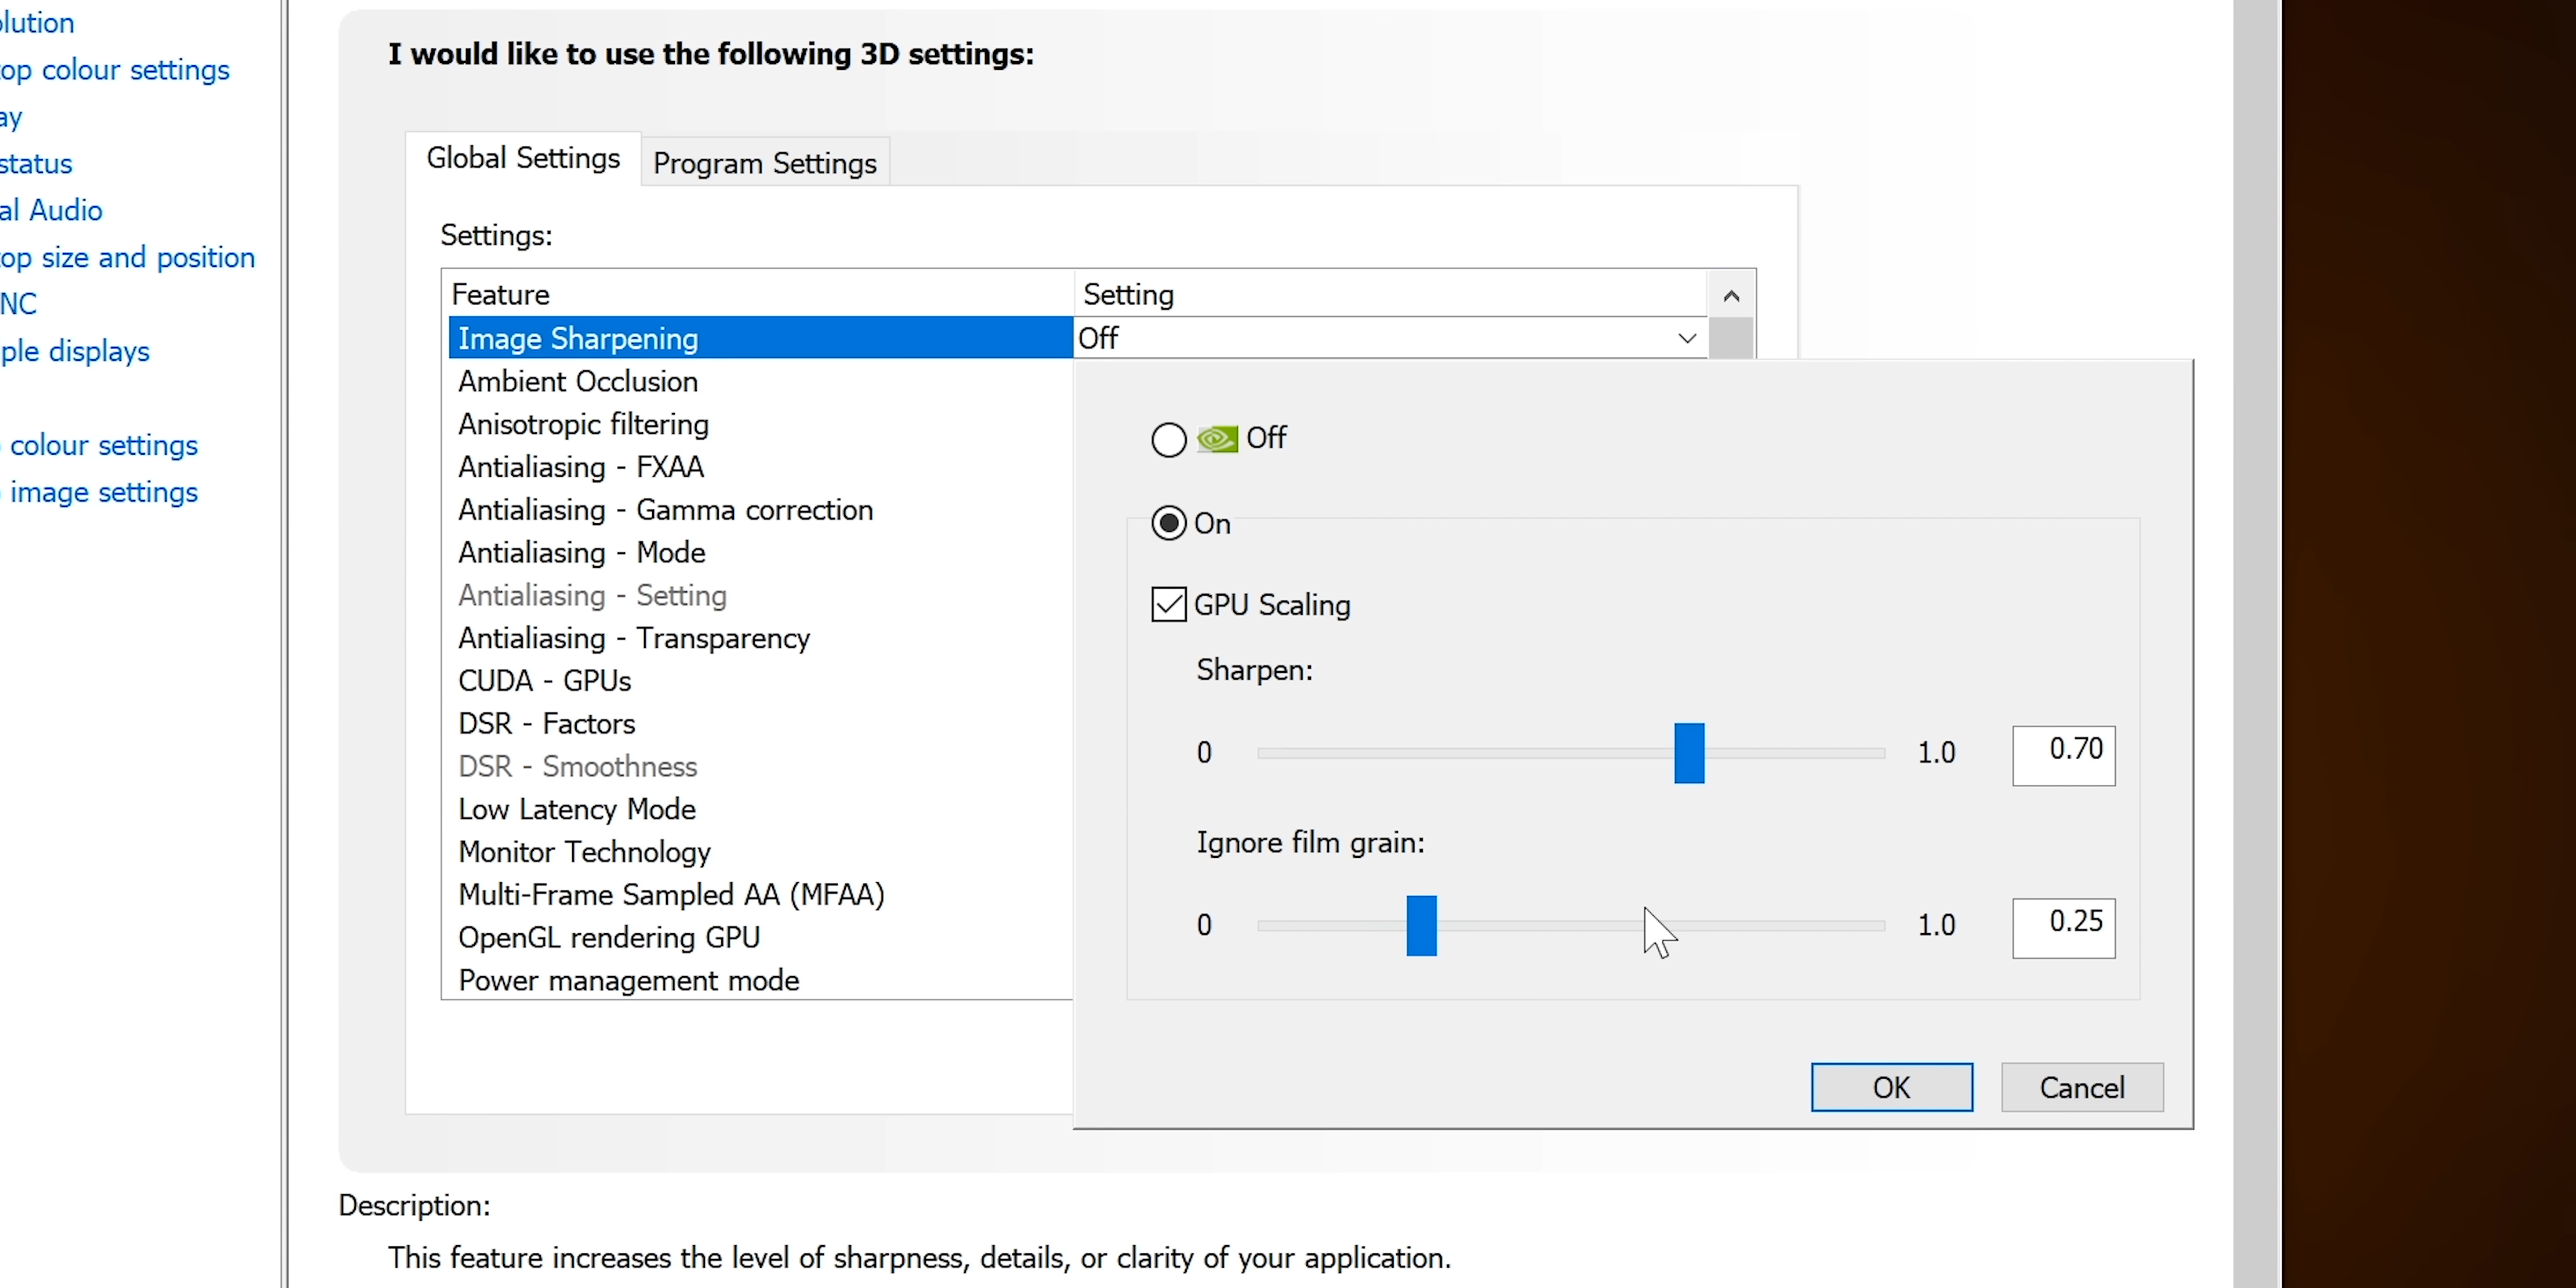 olution
top colour settings
ay
status
al Audio
top size and position
NC
ple displays
colour settings
image settings
I would like to use the following 3D settings:
Global Settings
Program Settings
Settings:
Feature Setting
Image Sharpening Off
Ambient Occlusion
Anisotropic filtering
Antialiasing - FXAA
Antialiasing - Gamma correction
Antialiasing - Mode
Antialiasing - Setting
Antialiasing - Transparency
CUDA - GPUs
DSR - Factors
DSR - Smoothness
Low Latency Mode
Monitor Technology
Multi-Frame Sampled AA (MFAA)
OpenGL rendering GPU
Power management mode
Off
On
GPU Scaling
Sharpen:
0 1.0 0.70
Ignore film grain:
0 1.0 0.25
OK
Cancel
Description:
This feature increases the level of sharpness, details, or clarity of your application.